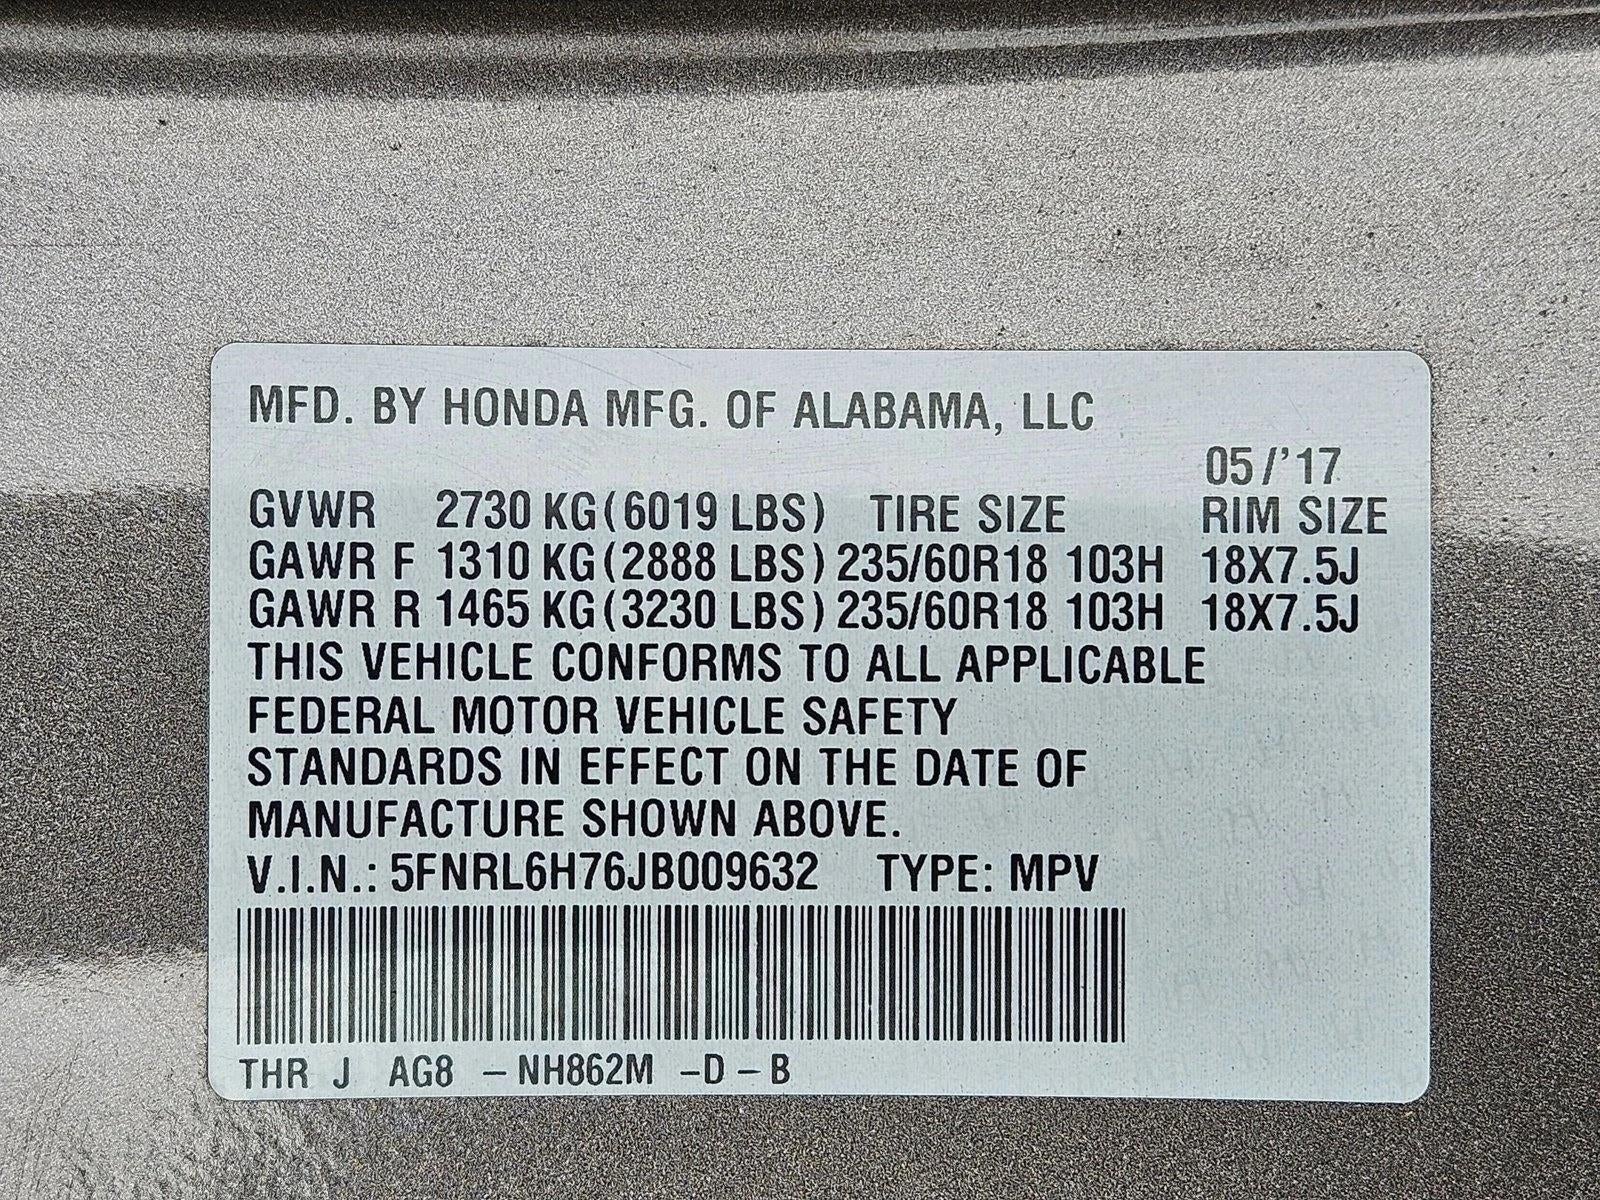 MFD. BY HONDA MFG. OF ALABAMA, LLC
05/'17
GVWR 2730 KG (6019 LBS) TIRE SIZE RIM SIZE
GAWR F 1310 KG (2888 LBS) 235/60R18 103H 18X7.5J
GAWR R 1465 KG (3230 LBS) 235/60R18 103H 18X7.5J
THIS VEHICLE CONFORMS TO ALL APPLICABLE
FEDERAL MOTOR VEHICLE SAFETY
STANDARDS IN EFFECT ON THE DATE OF
MANUFACTURE SHOWN ABOVE.
V.I.N.: 5FNRL6H76JB009632 TYPE: MPV
THR J AG8 – NH862M – D – B